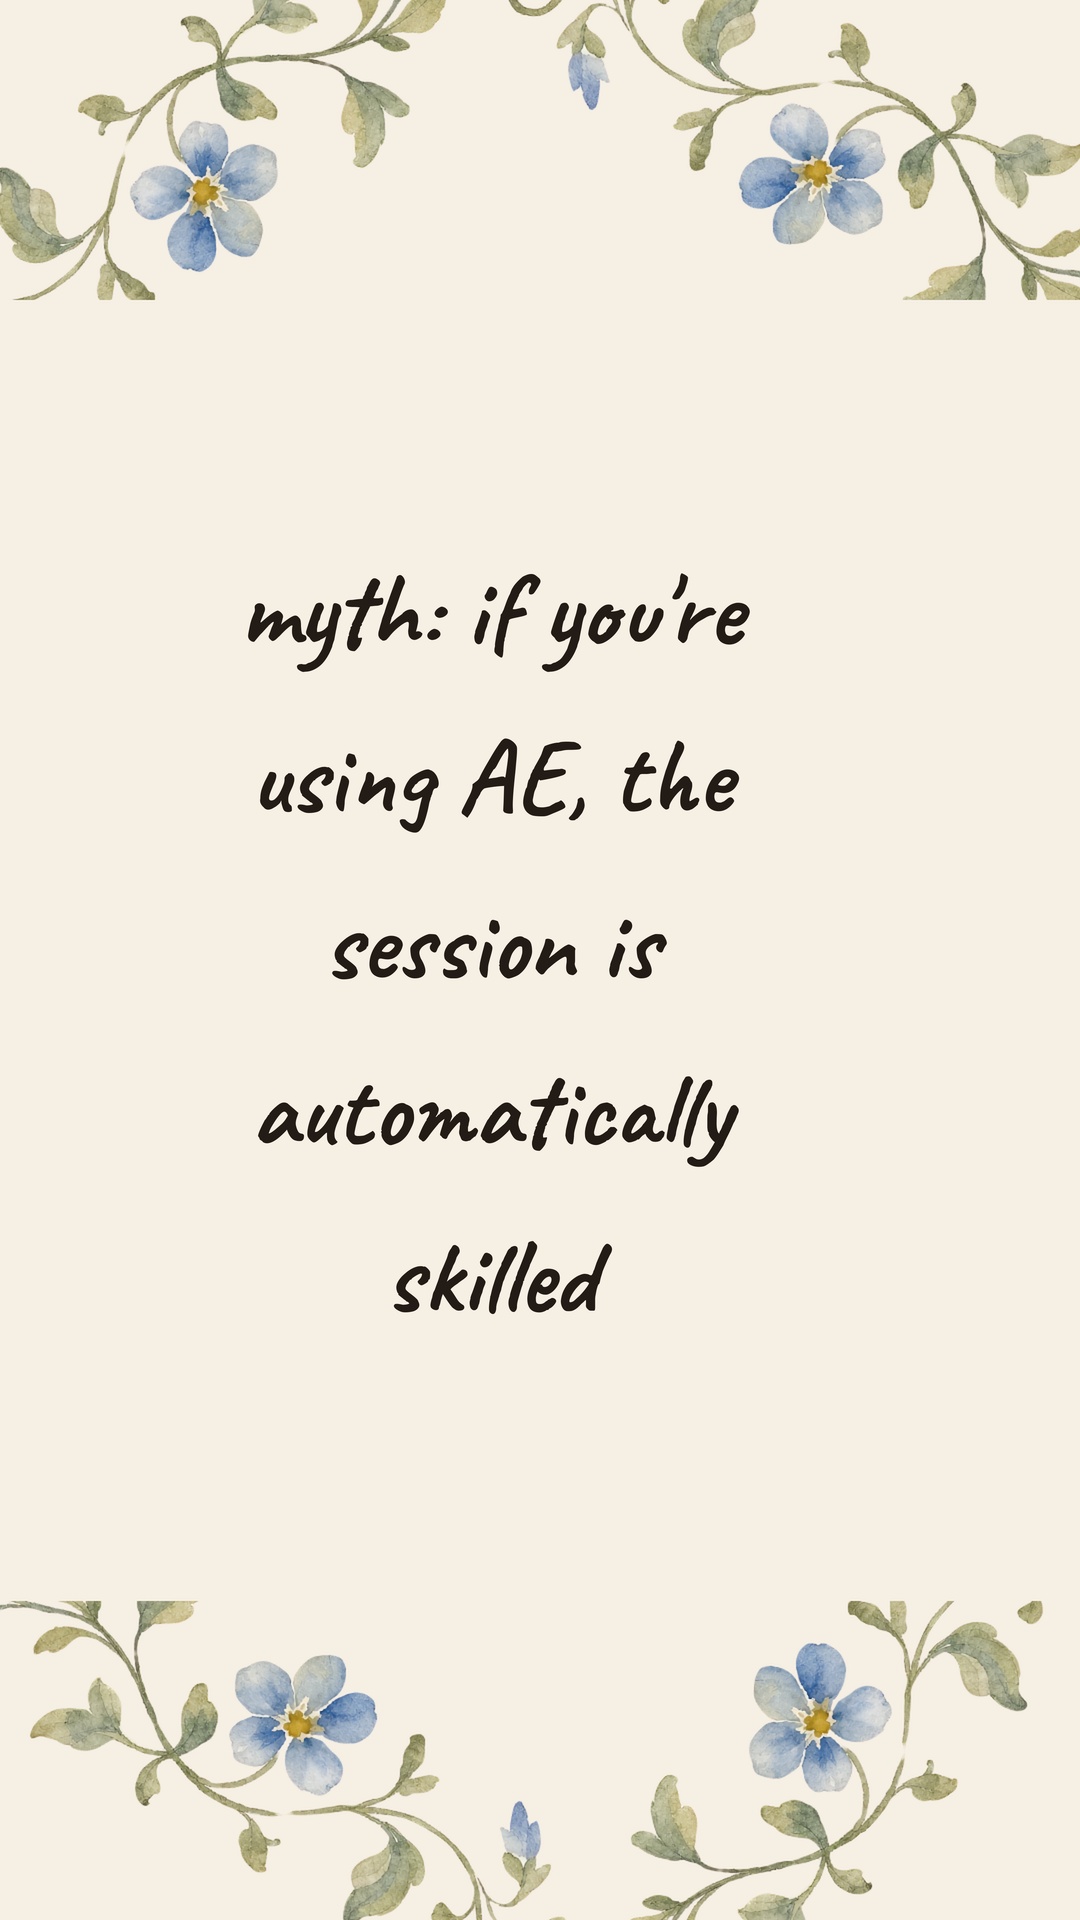 myth: if you're
using AE, the
session is
automatically
skilled